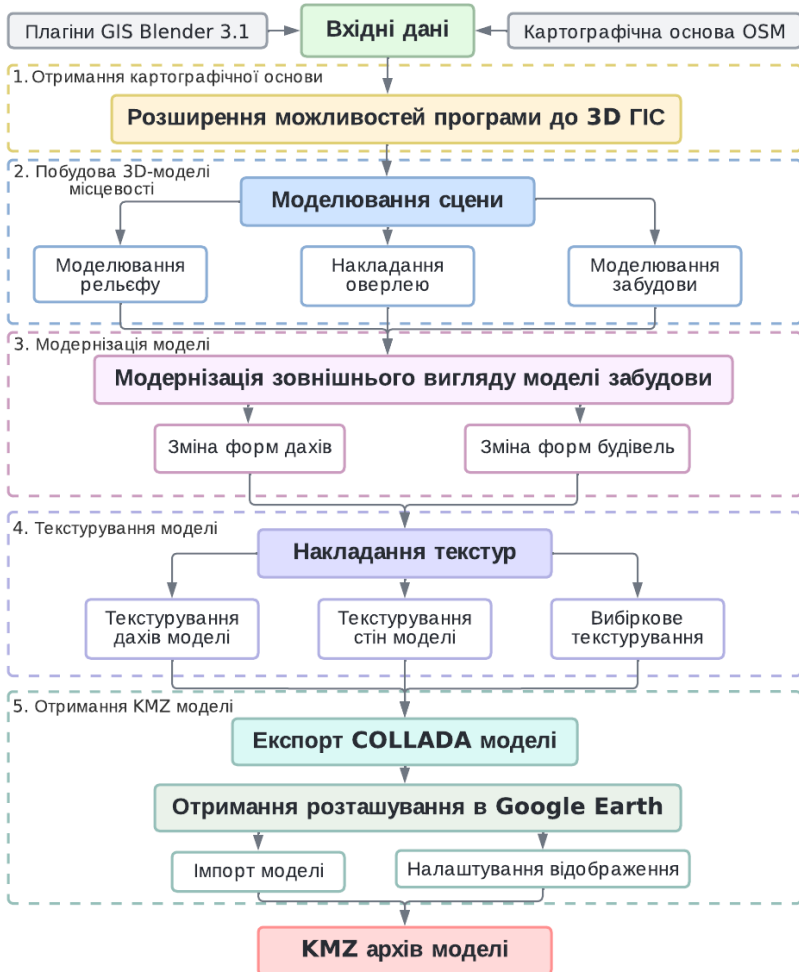 Плагіни GIS Blender 3.1
Вхідні дані
Картографічна основа OSM
1. Отримання картографічної основи
Розширення можливостей програми до 3D ГІС
2. Побудова 3D-моделі
місцевості
Моделювання сцени
Моделювання
рельєфу
Накладання
оверлею
Моделювання
забудови
3. Модернізація моделі
Модернізація зовнішнього вигляду моделі забудови
Зміна форм дахів
Зміна форм будівель
4. Текстурування моделі
Накладання текстур
Текстурування
дахів моделі
Текстурування
стін моделі
Вибіркове
текстурування
5. Отримання KMZ моделі
Експорт COLLADA моделі
Отримання розташування в Google Earth
Імпорт моделі
Налаштування відображення
KMZ архів моделі